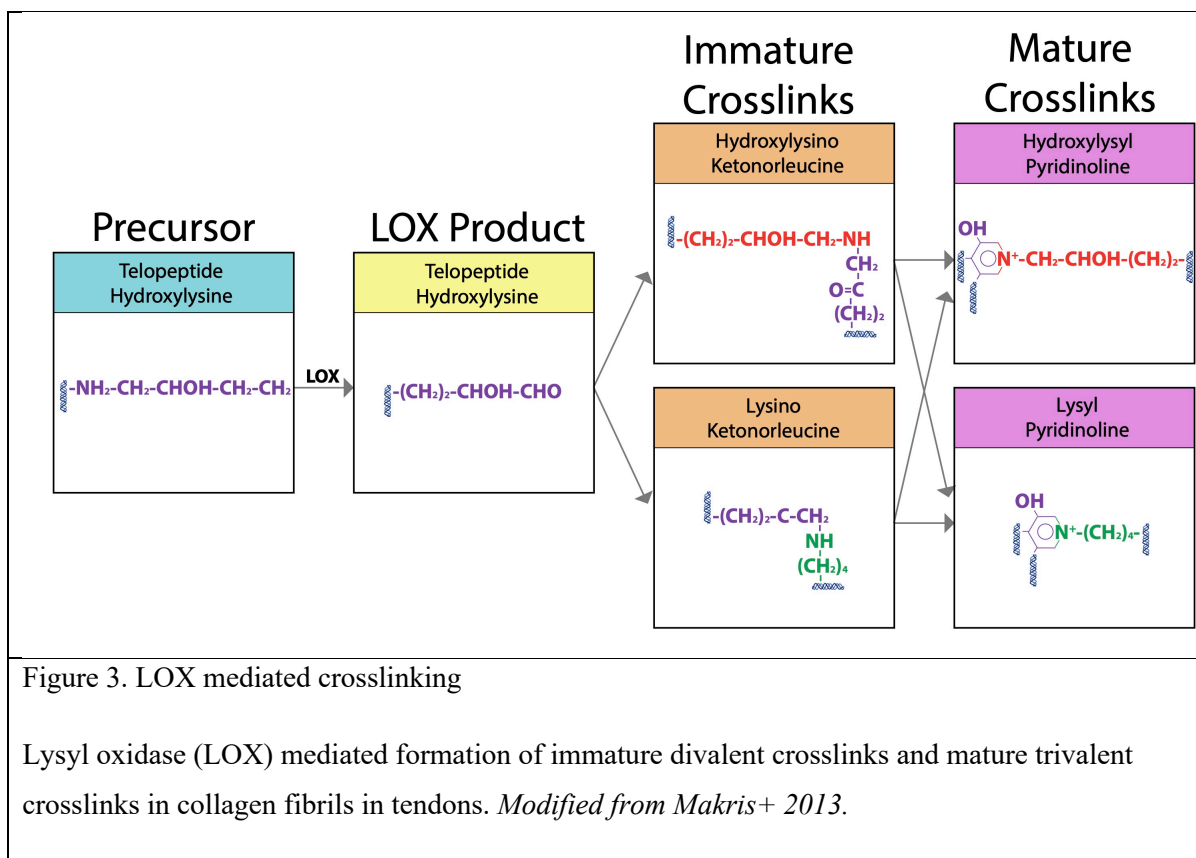 Precursor
Telopeptide
Hydroxylysine
-NH₂-CH₂-CHOH-CH₂-CH₂
LOX
LOX Product
Telopeptide
Hydroxylysine
-(CH₂)₂-CHOH-CHO
Immature
Crosslinks
Hydroxylysino
Ketonorleucine
-(CH₂)₂-CHOH-CH₂-NH
CH₂
O=C
(CH₂)₂
Lysino
Ketonorleucine
-(CH₂)₂-C-CH₂
NH
(CH₂)₄
Mature
Crosslinks
Hydroxylysyl
Pyridinoline
OH
N⁺-CH₂-CHOH-(CH₂)₂-
Lysyl
Pyridinoline
OH
N⁺-(CH₂)₄-
Figure 3. LOX mediated crosslinking
Lysyl oxidase (LOX) mediated formation of immature divalent crosslinks and mature trivalent
crosslinks in collagen fibrils in tendons. Modified from Makris+ 2013.